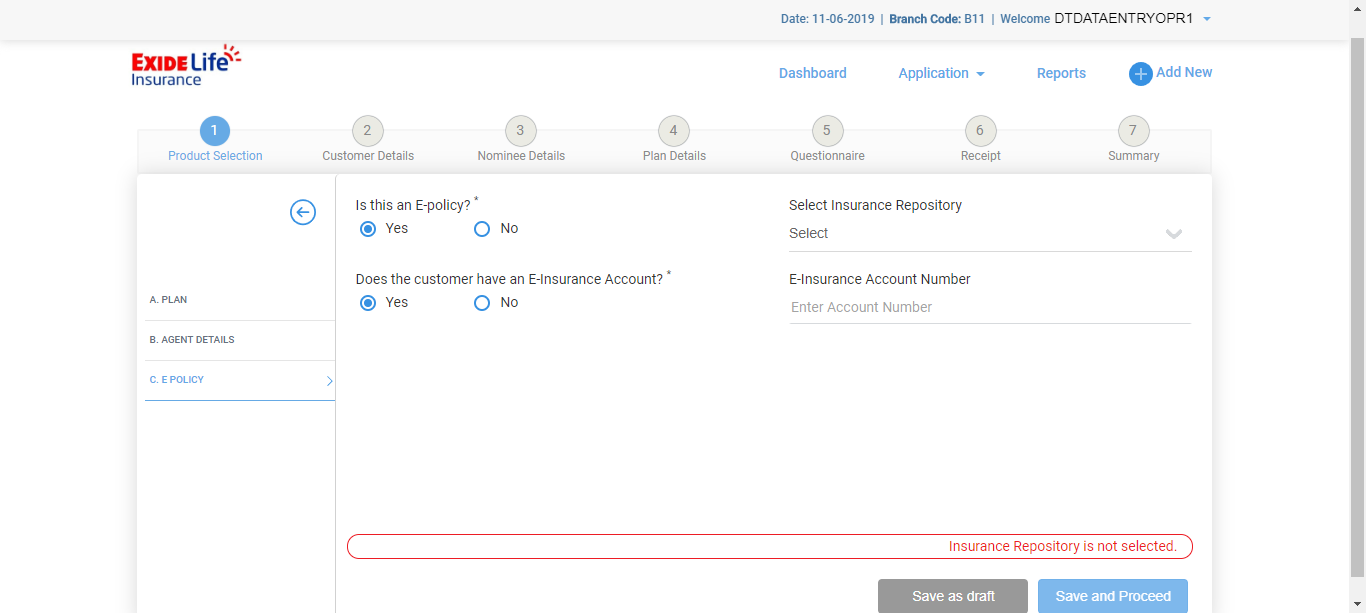 Date: 11-06-2019 | Branch Code: B11 | Welcome DTDATAENTRYOPR1
EXIDE Life
Insurance
Dashboard Application Reports Add New
1 2 3 4 5 6 7
Product Selection Customer Details Nominee Details Plan Details Questionnaire Receipt Summary
Is this an E-policy? * Select Insurance Repository
Yes No Select
Does the customer have an E-Insurance Account? * E-Insurance Account Number
A. PLAN Yes No Enter Account Number
B. AGENT DETAILS
C. E POLICY
Insurance Repository is not selected.
Save as draft Save and Proceed